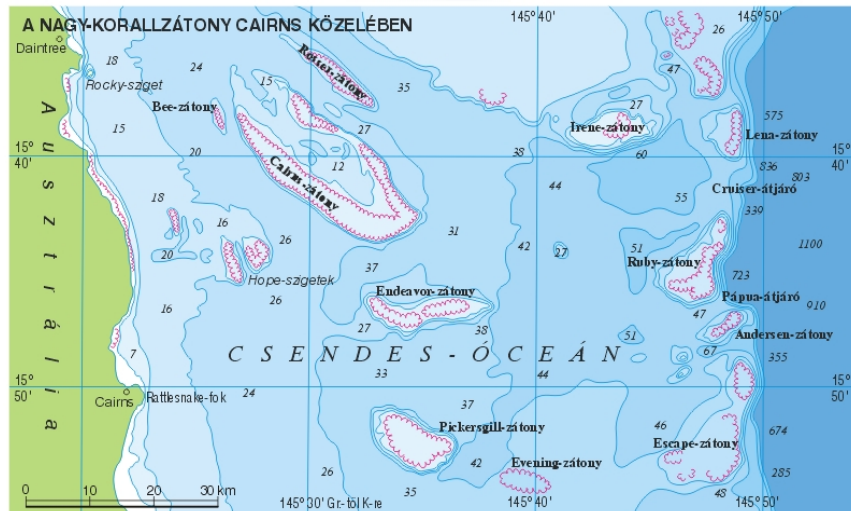 A NAGY-KORALLZÁTONY CAIRNS KÖZELÉBEN
145° 40'
145° 50'
Daintree
18
Rocky-sziget
24
15
Roiser-zátony
35
47
26
Bee-zátony
15
27
27
Irene-zátony
575
Lena-zátony
15°
40'
20
12
Cairns-zátony
38
60
836
803
15°
40'
18
44
55
Cruiser-átjáró
339
16
31
42
27
51
1100
20
26
Hope-szigetek
37
Ruby-zátony
723
Endeavor-zátony
Pápua-átjáró
16
26
27
38
47
910
51
Andersen-zátony
7
CSENDES-ÓCEÁN
67
355
33
44
15°
50'
15°
50'
Cairns
Rattlesnake-fok
24
37
46
674
Pickersgill-zátony
Escape-zátony
26
42
Evening-zátony
285
35
48
0 10 20 30 km
145° 30' Gr-től K-re
145° 40'
145° 50'
Ausztrália